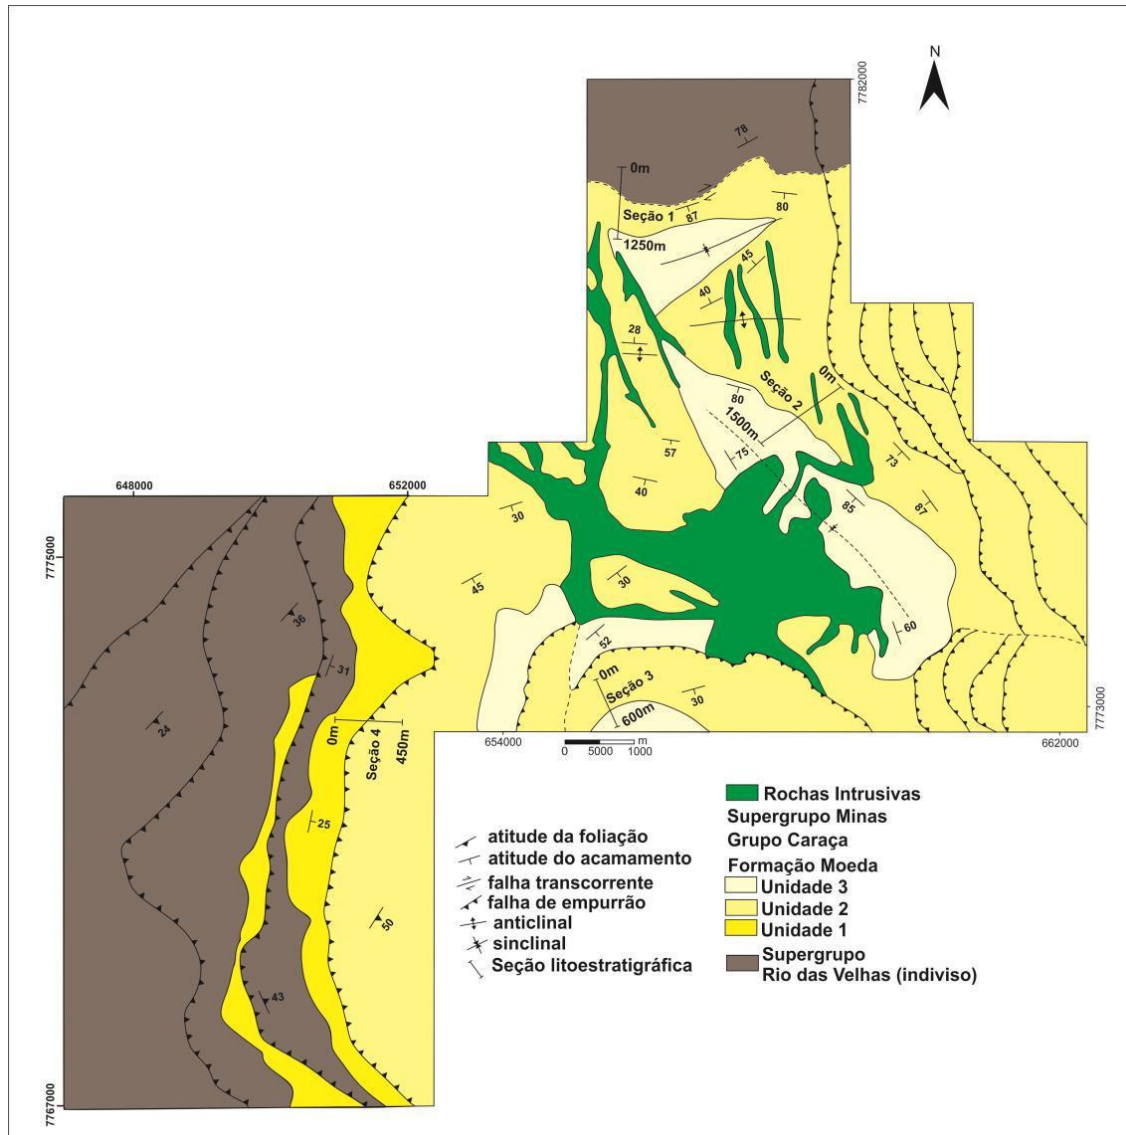 N
7782000
78
0m
80
Seção 1
87
1250m
45
40
28
0m
Seção 2
80
1500m
75
57
73
648000
652000
40
85
87
30
7775000
30
45
36
60
52
31
0m
Seção 3
30
24
600m
7773000
0m
Seção 4
450m
654000
0 5000 1000 m
662000
25
50
43
7767000
atitude da foliação
atitude do acamamento
falha transcorrente
falha de empurrão
anticlinal
sinclinal
Seção litoestratigráfica
Rochas Intrusivas
Supergrupo Minas
Grupo Caraça
Formação Moeda
Unidade 3
Unidade 2
Unidade 1
Supergrupo
Rio das Velhas (indiviso)